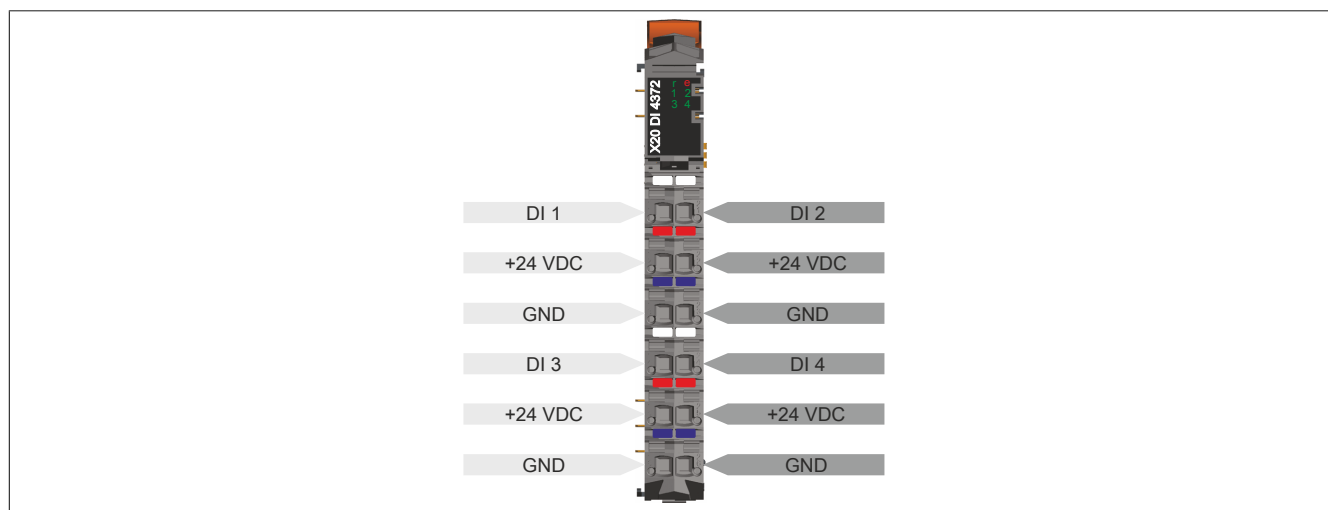 X20 DI 4372
r e
1 2
3 4
DI 1 DI 2
+24 VDC +24 VDC
GND GND
DI 3 DI 4
+24 VDC +24 VDC
GND GND